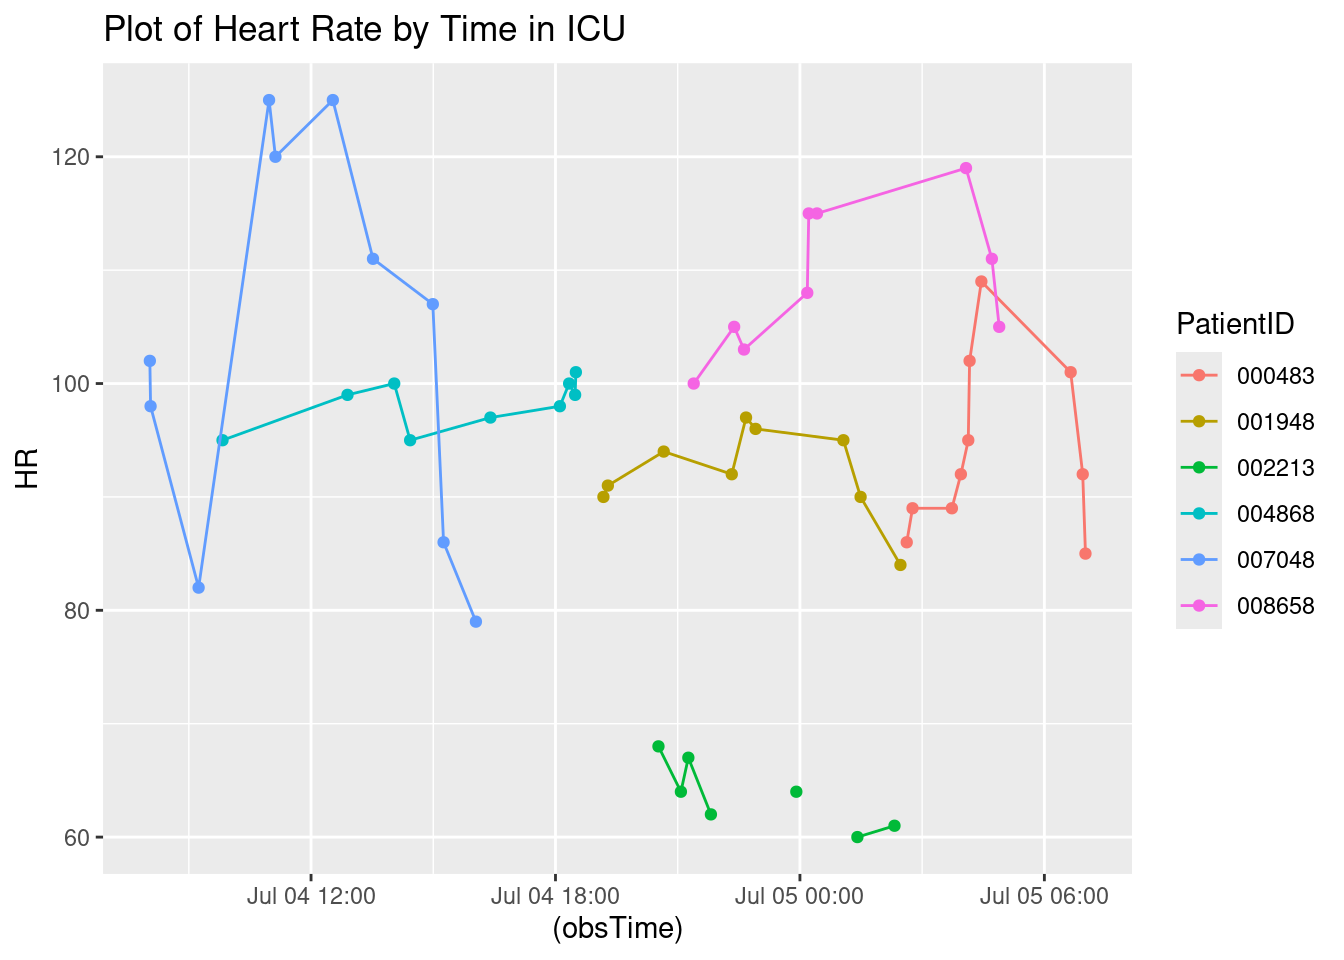 Plot of Heart Rate by Time in ICU
120
100
80
60
HR
Jul 04 12:00
Jul 04 18:00
Jul 05 00:00
Jul 05 06:00
(obsTime)
PatientID
000483
001948
002213
004868
007048
008658